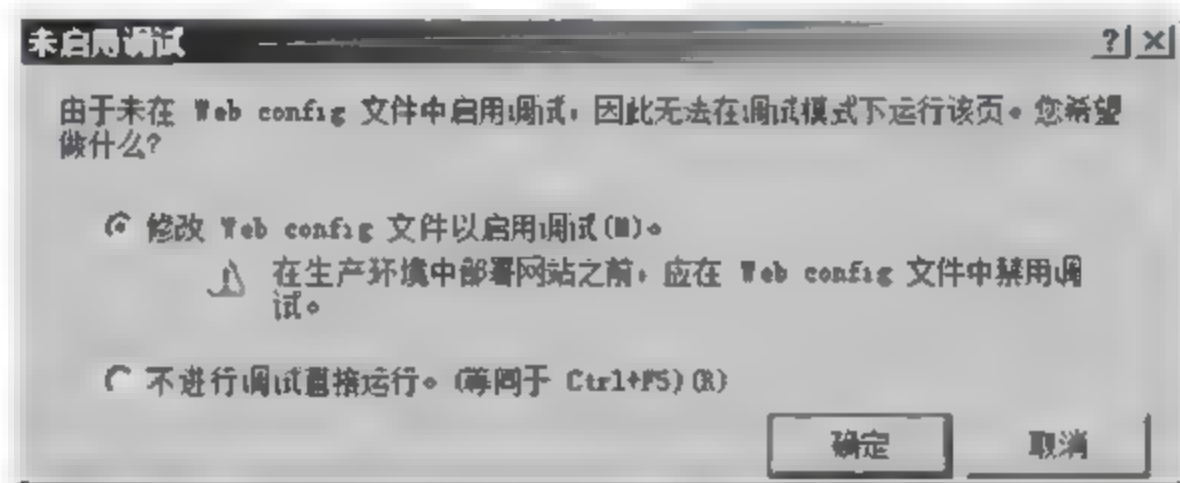 未启用调试
由于未在 Web config 文件中启用调试，因此无法在调试模式下运行该页。您希望
做什么?
修改 Web config 文件以启用调试(M)。
在生产环境中部署网站之前，应在 Web config 文件中禁用调
试。
不进行调试直接运行。(等同于 Ctrl+F5)(R)
确定 取消